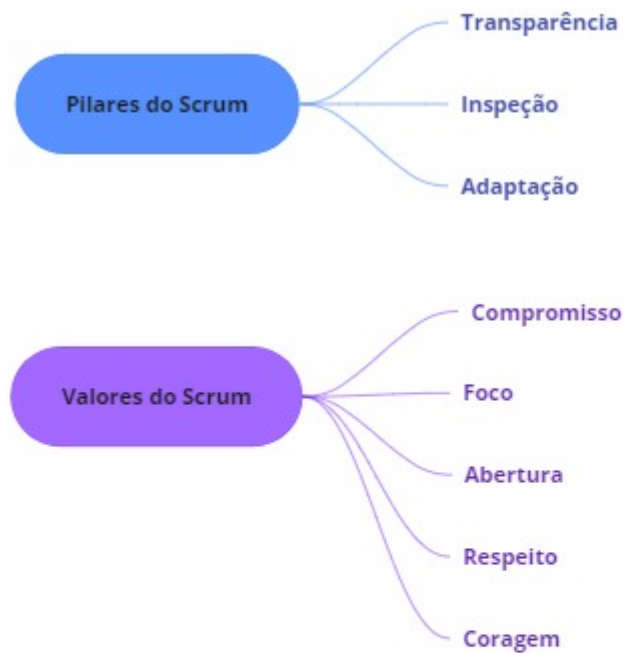 Pilares do Scrum
Transparência
Inspeção
Adaptação
Valores do Scrum
Compromisso
Foco
Abertura
Respeito
Coragem